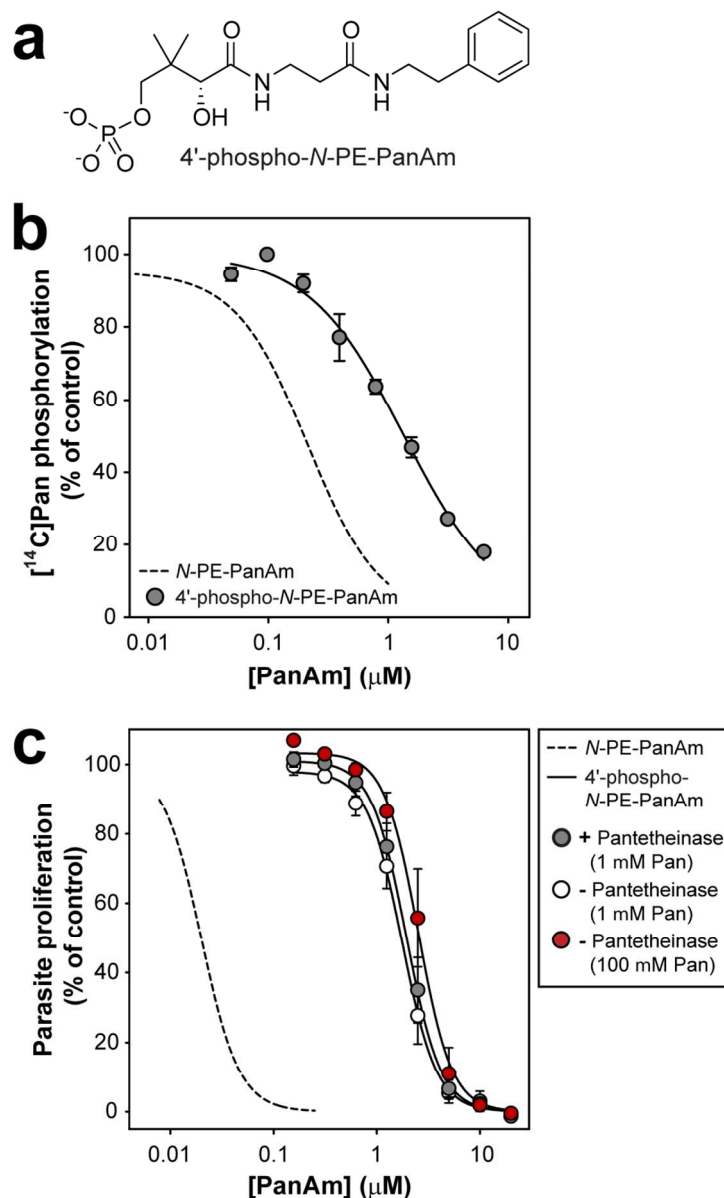 a
O
O
N
H
N
H
OH
O
-O
P
-O
O
4'-phospho-N-PE-PanAm
b
[14C]Pan phosphorylation
(% of control)
100
80
60
40
20
0
N-PE-PanAm
4'-phospho-N-PE-PanAm
0.01
0.1
1
10
[PanAm] (μM)
c
Parasite proliferation
(% of control)
100
80
60
40
20
0
0.01
0.1
1
10
[PanAm] (μM)
N-PE-PanAm
4'-phospho-
N-PE-PanAm
+ Pantetheinase
(1 mM Pan)
- Pantetheinase
(1 mM Pan)
- Pantetheinase
(100 mM Pan)